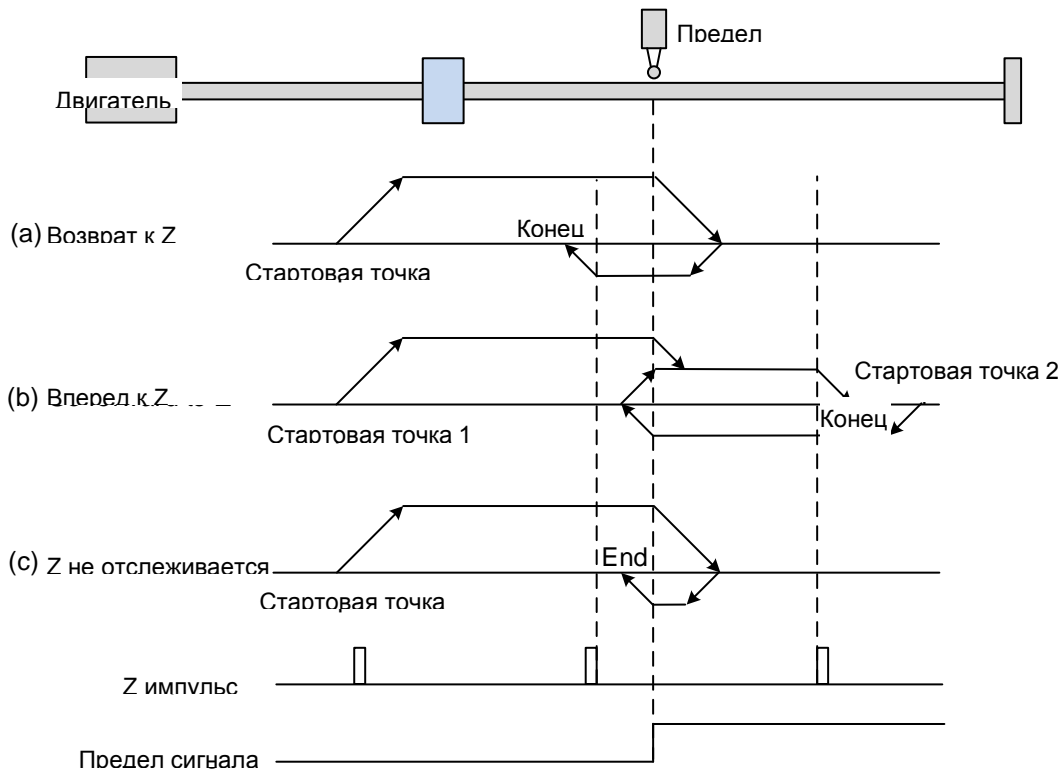 Предел
Двигатель
(a) Возврат к Z
Конец
Стартовая точка
Стартовая точка 2
(b) Вперед к Z
Конец
Стартовая точка 1
(c) Z не отслеживается
End
Стартовая точка
Z импульс
Предел сигнала